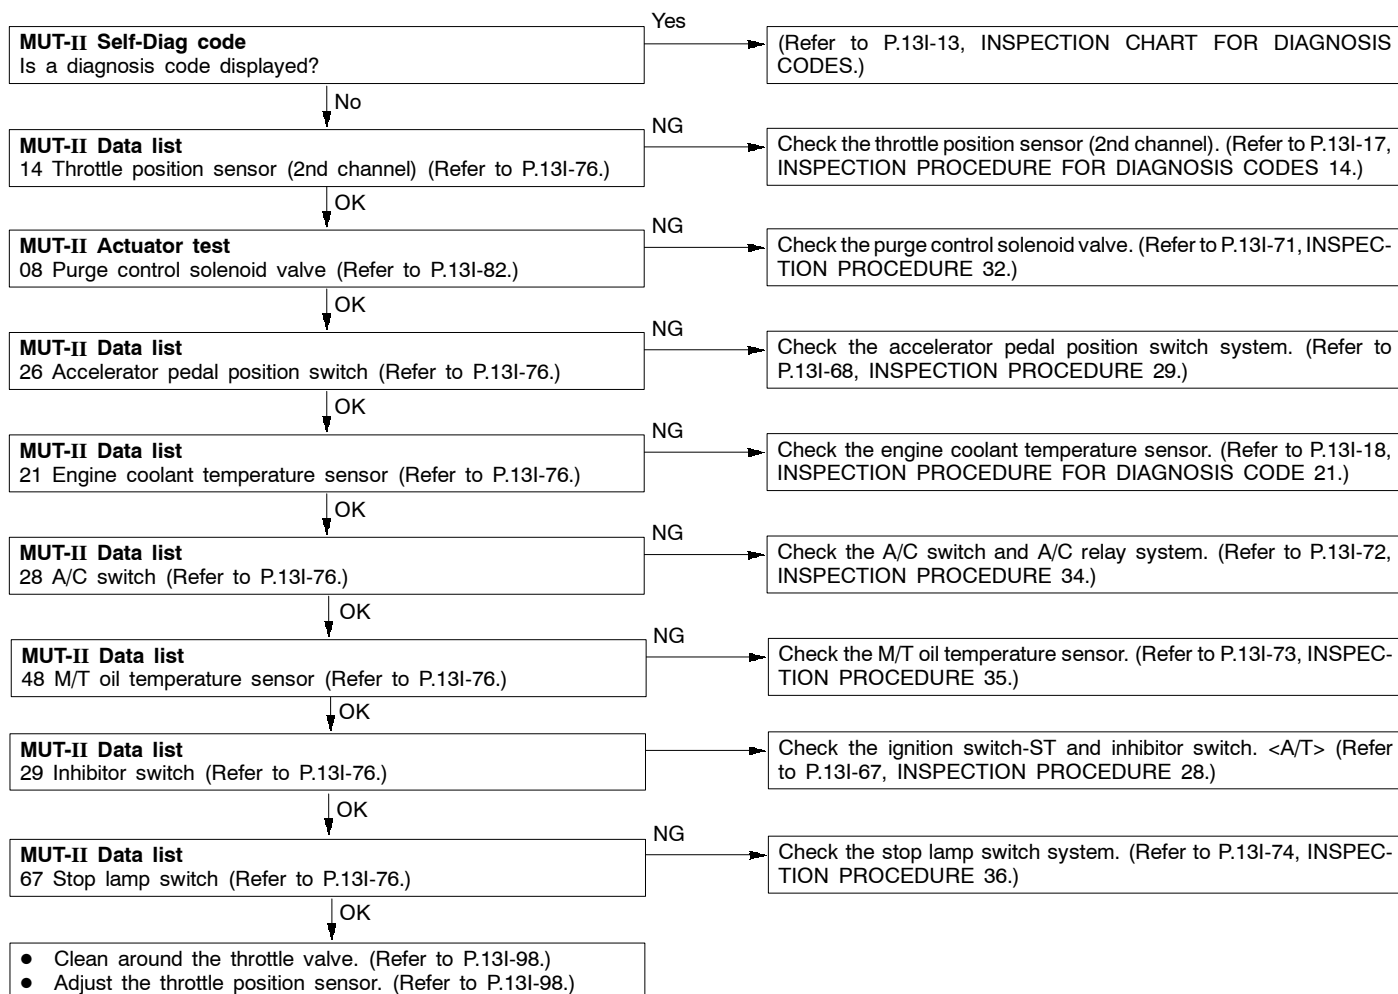 Yes
MUT-II Self-Diag code
Is a diagnosis code displayed?
(Refer to P.13I-13, INSPECTION CHART FOR DIAGNOSIS
CODES.)
No
NG
MUT-II Data list
14 Throttle position sensor (2nd channel) (Refer to P.13I-76.)
Check the throttle position sensor (2nd channel). (Refer to P.13I-17,
INSPECTION PROCEDURE FOR DIAGNOSIS CODES 14.)
OK
NG
MUT-II Actuator test
08 Purge control solenoid valve (Refer to P.13I-82.)
Check the purge control solenoid valve. (Refer to P.13I-71, INSPEC-
TION PROCEDURE 32.)
OK
NG
MUT-II Data list
26 Accelerator pedal position switch (Refer to P.13I-76.)
Check the accelerator pedal position switch system. (Refer to
P.13I-68, INSPECTION PROCEDURE 29.)
OK
NG
MUT-II Data list
21 Engine coolant temperature sensor (Refer to P.13I-76.)
Check the engine coolant temperature sensor. (Refer to P.13I-18,
INSPECTION PROCEDURE FOR DIAGNOSIS CODE 21.)
OK
NG
MUT-II Data list
28 A/C switch (Refer to P.13I-76.)
Check the A/C switch and A/C relay system. (Refer to P.13I-72,
INSPECTION PROCEDURE 34.)
OK
NG
MUT-II Data list
48 M/T oil temperature sensor (Refer to P.13I-76.)
Check the M/T oil temperature sensor. (Refer to P.13I-73, INSPEC-
TION PROCEDURE 35.)
OK
MUT-II Data list
29 Inhibitor switch (Refer to P.13I-76.)
Check the ignition switch-ST and inhibitor switch. <A/T> (Refer
to P.13I-67, INSPECTION PROCEDURE 28.)
OK
NG
MUT-II Data list
67 Stop lamp switch (Refer to P.13I-76.)
Check the stop lamp switch system. (Refer to P.13I-74, INSPEC-
TION PROCEDURE 36.)
OK
● Clean around the throttle valve. (Refer to P.13I-98.)
● Adjust the throttle position sensor. (Refer to P.13I-98.)